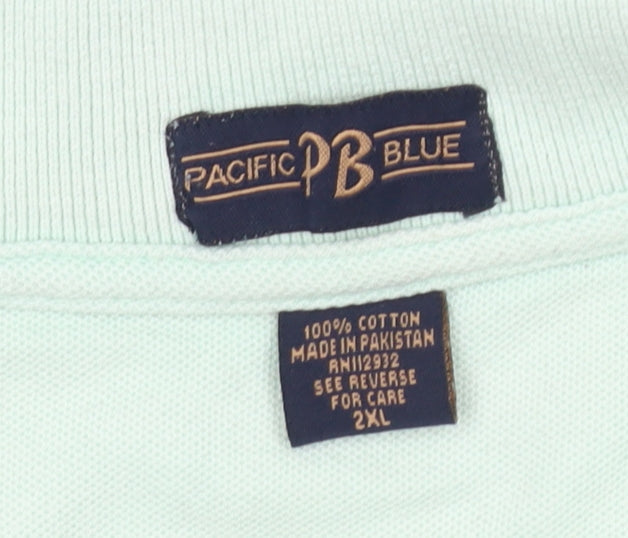 PACIFIC PB BLUE
100% COTTON
MADE IN PAKISTAN
RN112932
SEE REVERSE
FOR CARE
2XL